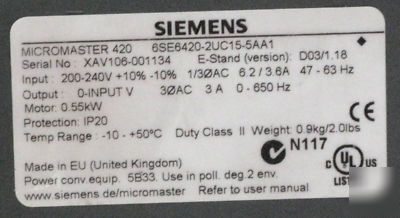 SIEMENS
MICROMASTER 420 6SE6420-2UC15-5AA1
Serial No : XAV106-001134 E-Stand (version): D03/1.18
Input : 200-240V +10% -10% 1/3ØAC 6.2 / 3.6A 47 - 63 Hz
Output : 0-INPUT V 3ØAC 3 A 0 - 650 Hz
Motor: 0.55kW
Protection: IP20
Temp Range : -10 - +50°C Duty Class II Weight: 0.9kg/2.0lbs
Made in EU (United Kingdom)
Power conv. equip. 5B33. Use in poll. deg.2 env.
www.siemens.de/micromaster Refer to user manual
CE
N117
C UL US
LISTED